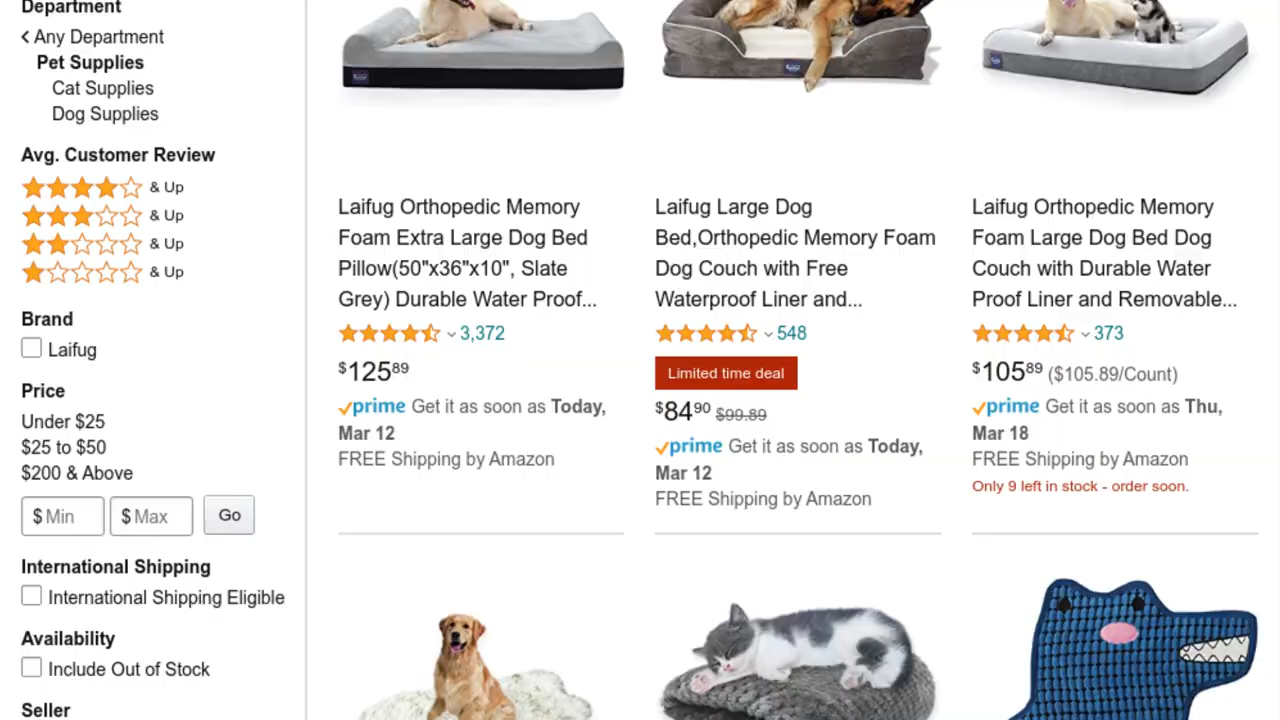 Department
Any Department
Pet Supplies
Cat Supplies
Dog Supplies
Avg. Customer Review
& Up
& Up
& Up
& Up
Brand
Laifug
Price
Under $25
$25 to $50
$200 & Above
$ Min $ Max Go
International Shipping
International Shipping Eligible
Availability
Include Out of Stock
Seller
Laifug Orthopedic Memory
Foam Extra Large Dog Bed
Pillow(50"x36"x10", Slate
Grey) Durable Water Proof...
3,372
$125 89
prime Get it as soon as Today,
Mar 12
FREE Shipping by Amazon
Laifug Large Dog
Bed,Orthopedic Memory Foam
Dog Couch with Free
Waterproof Liner and...
548
Limited time deal
$84 90 $99.89
prime Get it as soon as Today,
Mar 12
FREE Shipping by Amazon
Laifug Orthopedic Memory
Foam Large Dog Bed Dog
Couch with Durable Water
Proof Liner and Removable...
373
$105 89 ($105.89/Count)
prime Get it as soon as Thu,
Mar 18
FREE Shipping by Amazon
Only 9 left in stock - order soon.